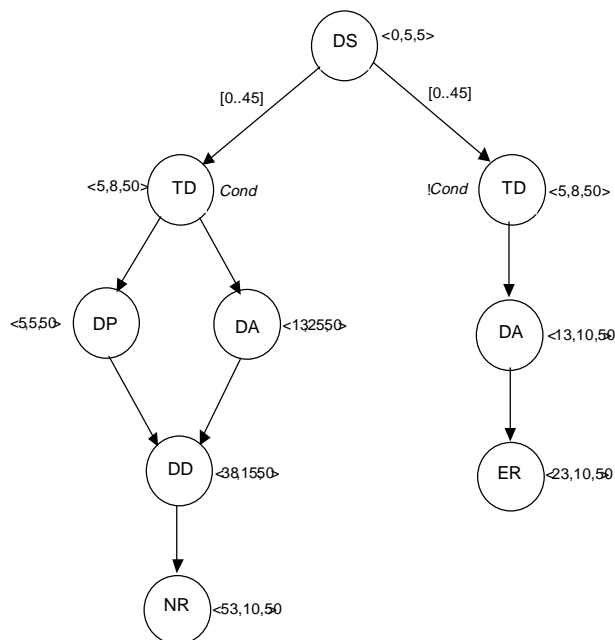 DS <0,5,5>
[0..45] [0..45]
<5,8,50> TD Cond !Cond TD <5,8,50>
<5,5,50> DP DA <13,25,50> DA <13,10,50>
DD <38,15,50> ER <23,10,50>
NR <53,10,50